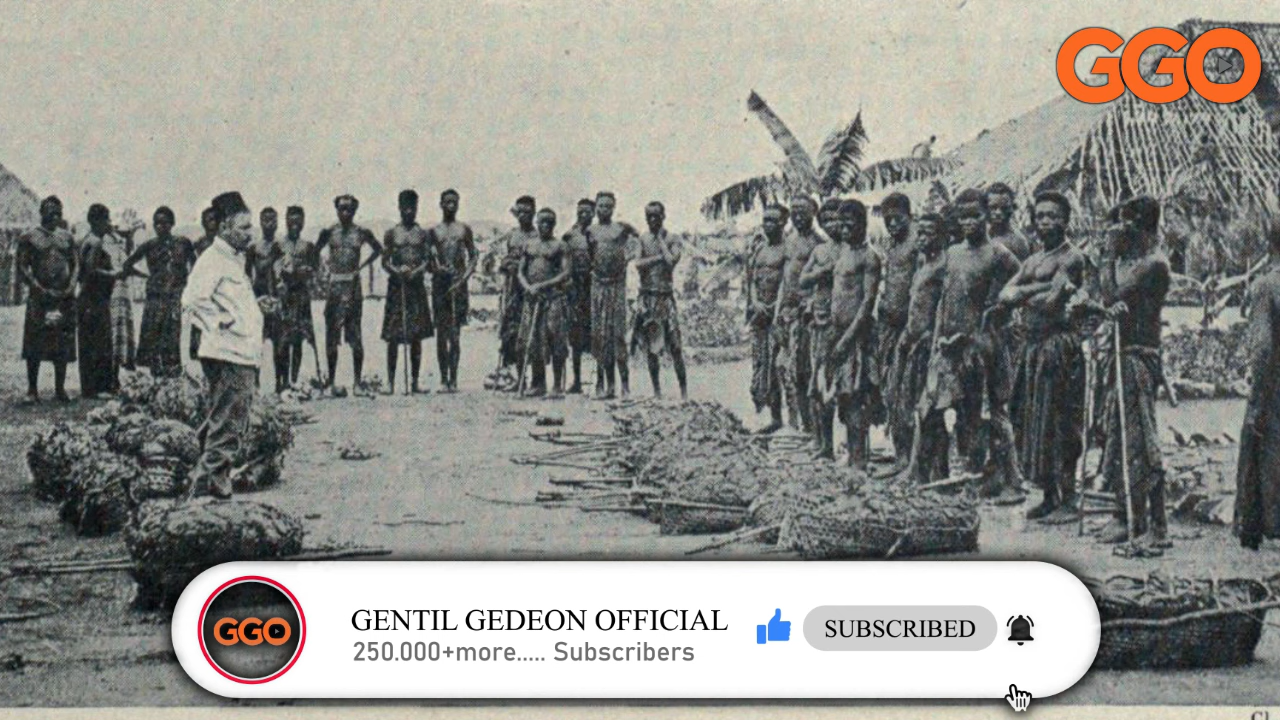 GGO
GGO
GENTIL GEDEON OFFICIAL
250.000+more..... Subscribers
SUBSCRIBED